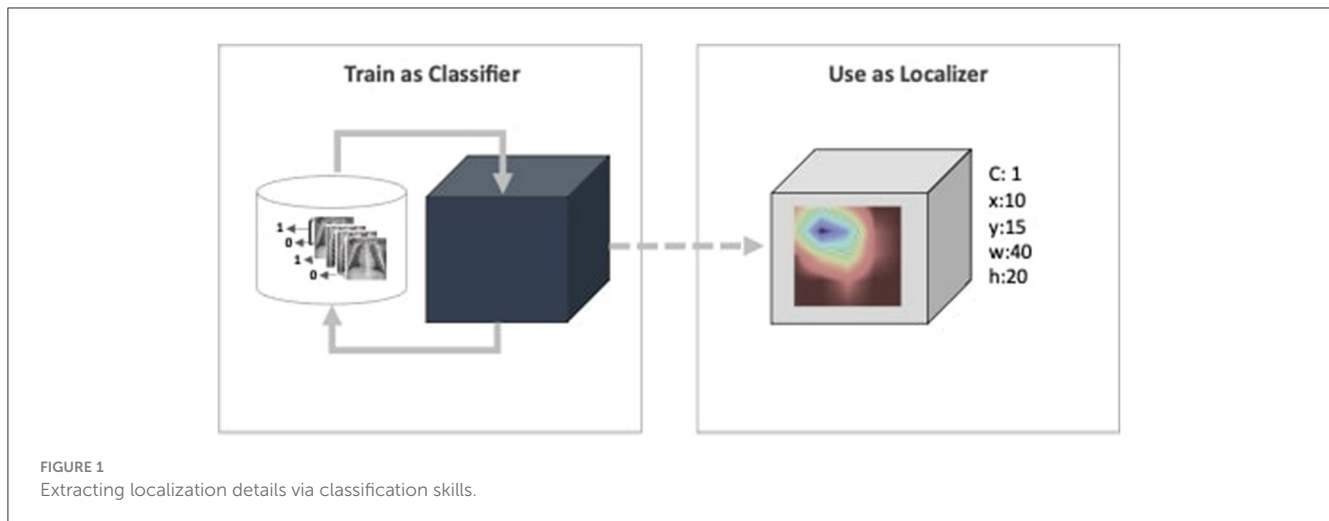 Train as Classifier
1
0
1
0
Use as Localizer
C: 1
x:10
y:15
w:40
h:20
FIGURE 1
Extracting localization details via classification skills.